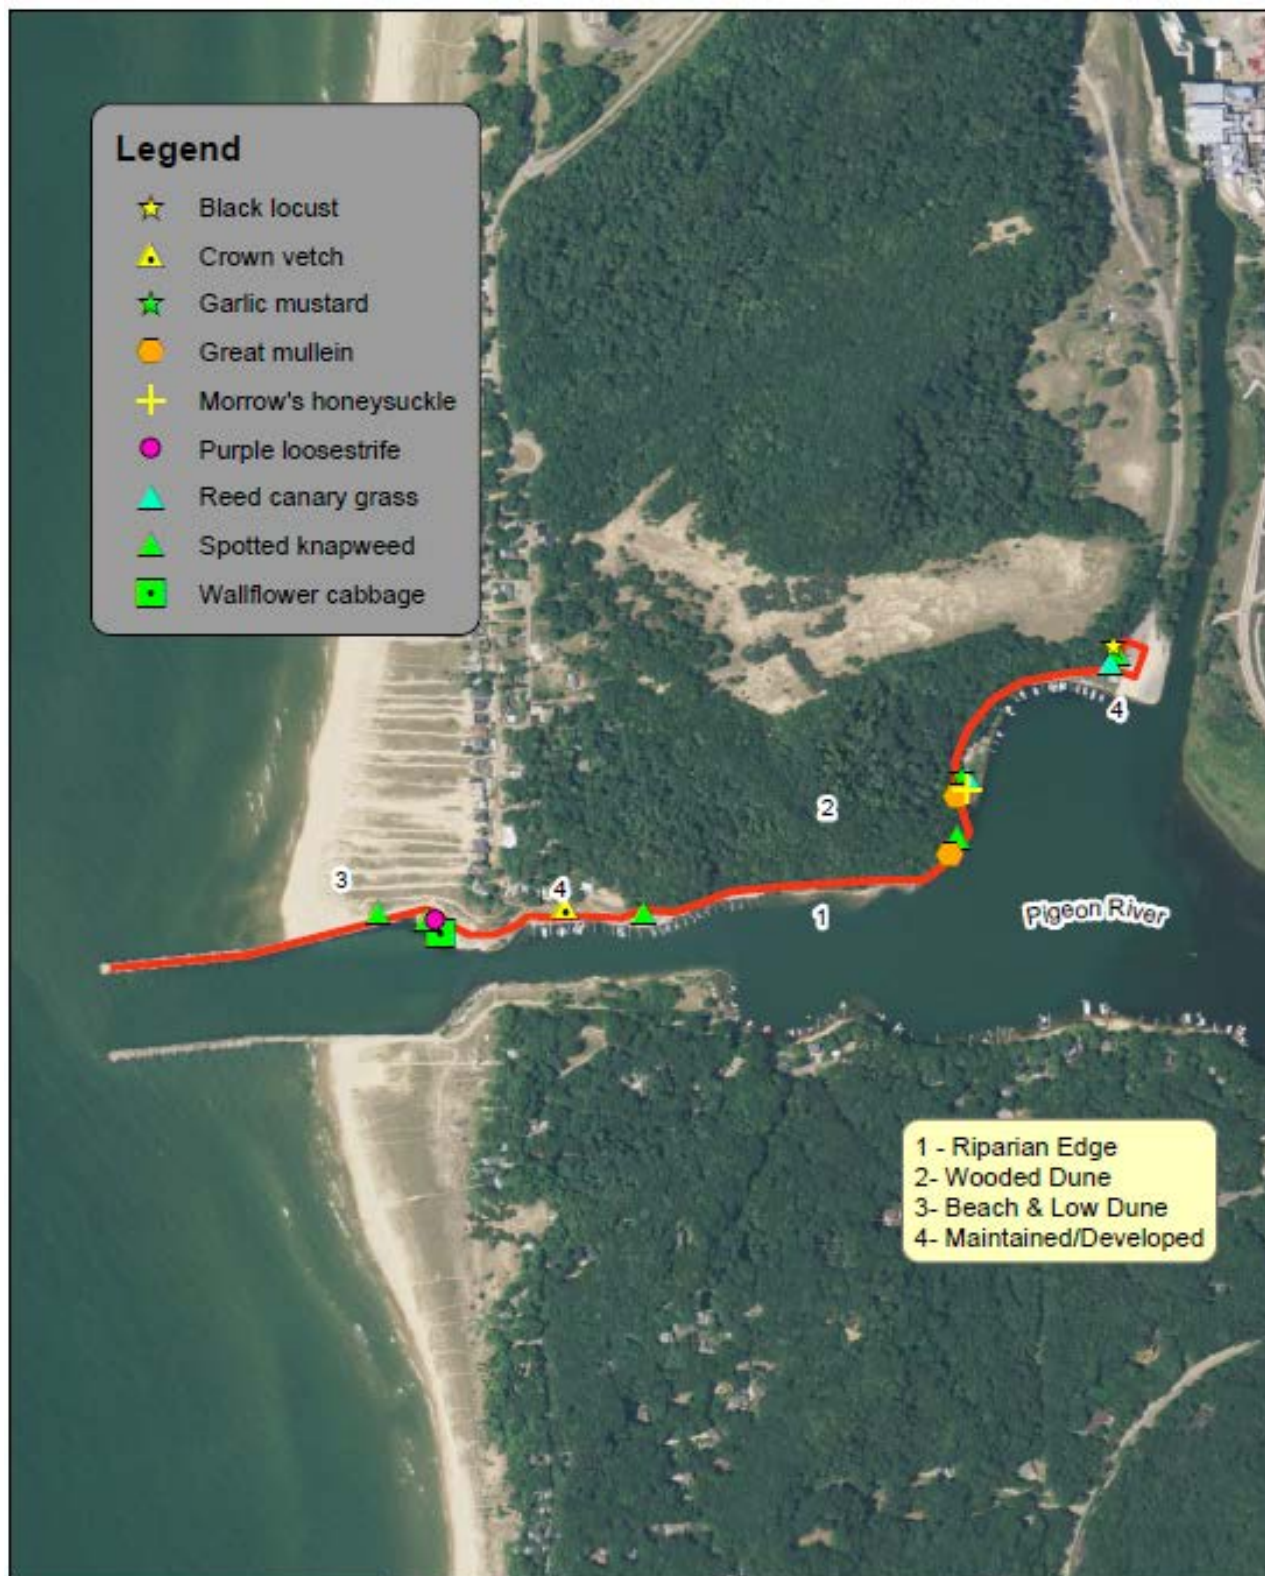 Legend
Black locust
Crown vetch
Garlic mustard
Great mullein
Morrow's honeysuckle
Purple loosestrife
Reed canary grass
Spotted knapweed
Wallflower cabbage
4
2
3
4
1
Pigeon River
1 - Riparian Edge
2- Wooded Dune
3- Beach & Low Dune
4- Maintained/Developed